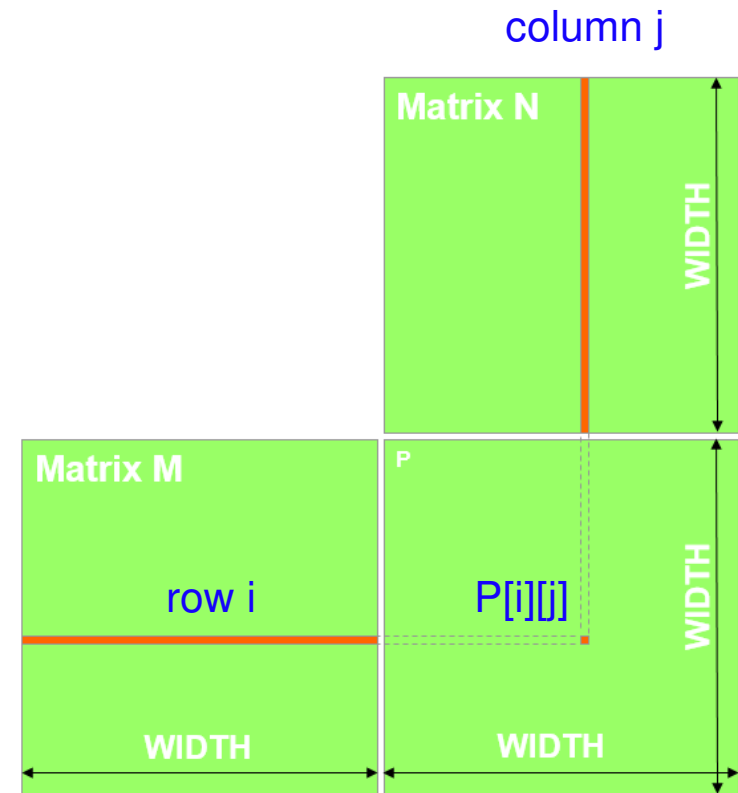 column j
Matrix N
WIDTH
Matrix M
P
row i
P[i][j]
WIDTH
WIDTH
WIDTH